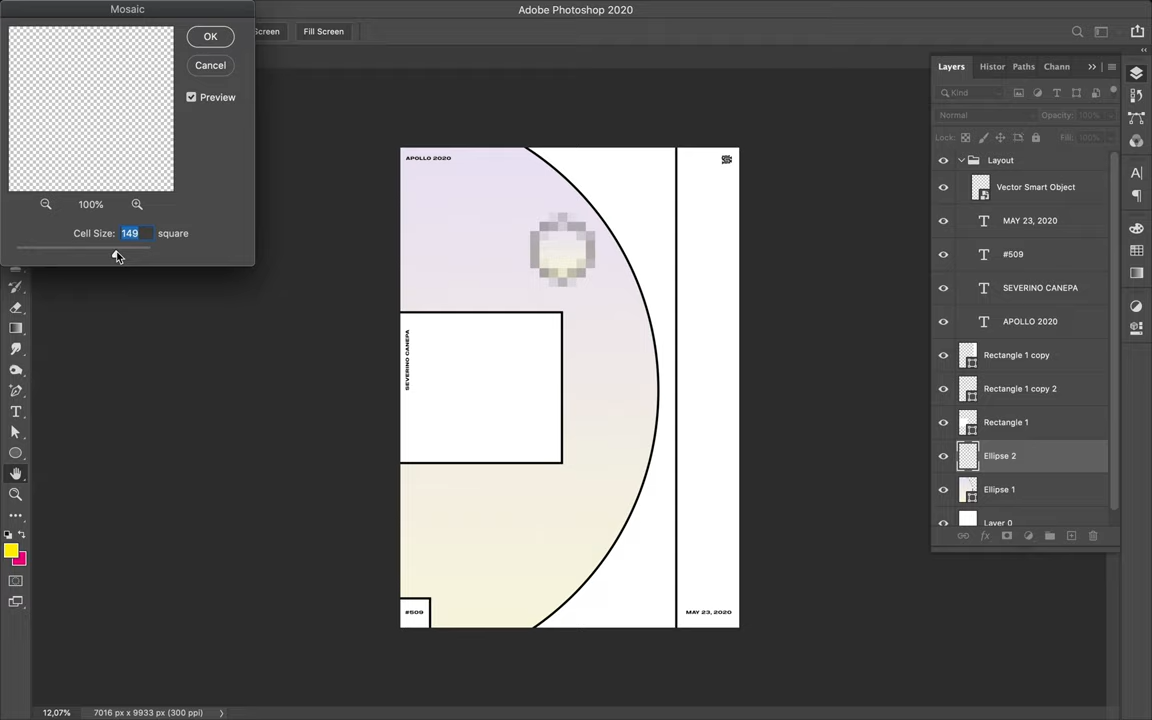 Mosaic
Adobe Photoshop 2020
OK
Screen
Fill Screen
Cancel
Preview
100%
Cell Size: 149 square
Layers
Histor
Paths
Chann
Kind
Normal
Opacity: 100%
Lock:
Fill: 100%
Layout
Vector Smart Object
MAY 23, 2020
#509
SEVERINO CANEPA
APOLLO 2020
Rectangle 1 copy
Rectangle 1 copy 2
Rectangle 1
Ellipse 2
Ellipse 1
Layer 0
APOLLO 2020
SEVERINO CANEPA
#509
MAY 23, 2020
12,07%
7016 px x 9933 px (300 ppi)